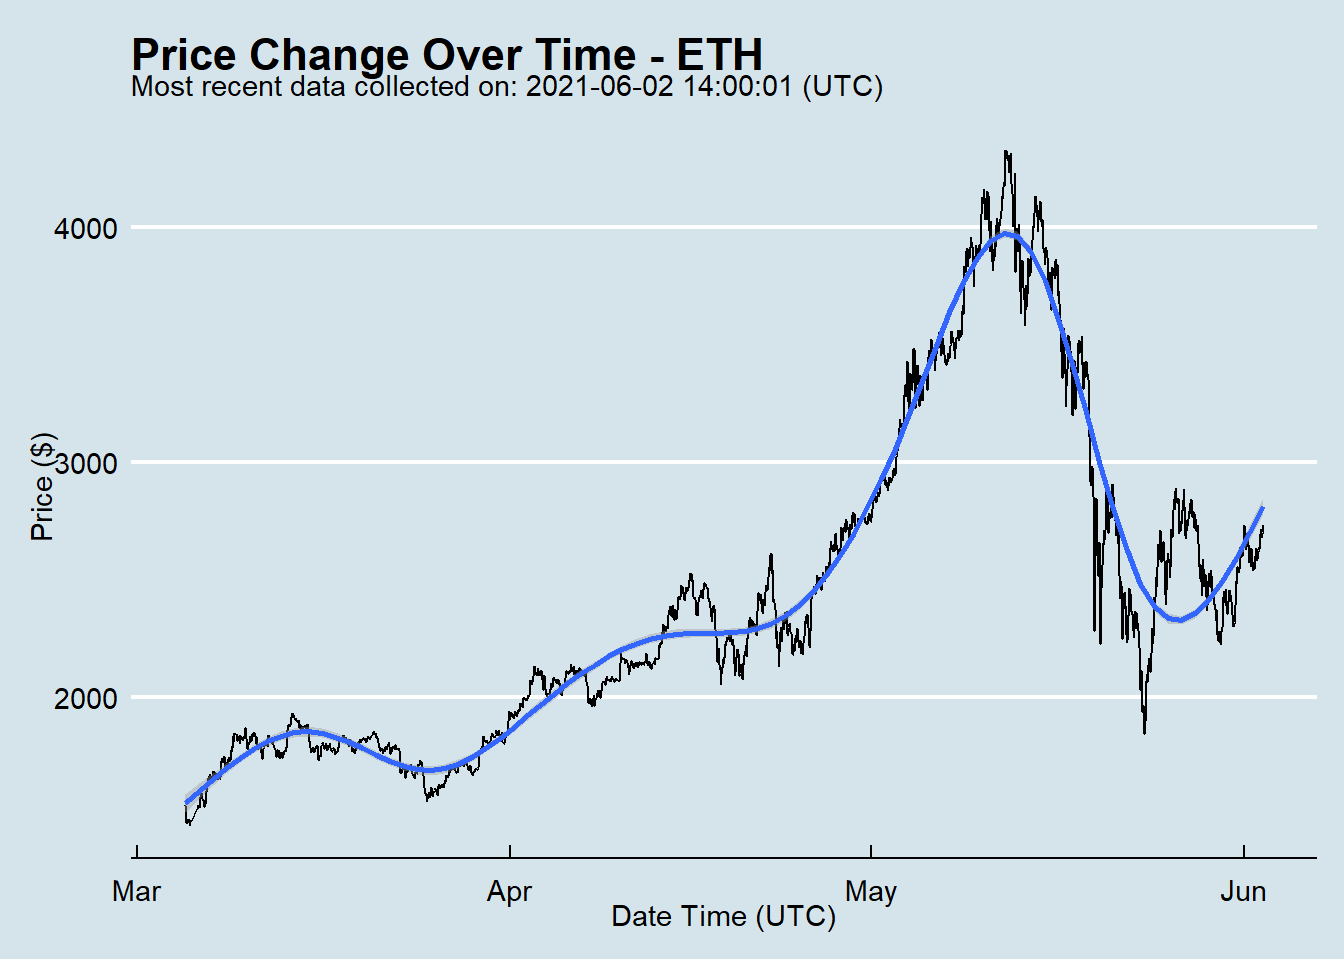 Price Change Over Time - ETH
Most recent data collected on: 2021-06-02 14:00:01 (UTC)
4000
3000
2000
Price ($)
Mar
Apr
May
Jun
Date Time (UTC)